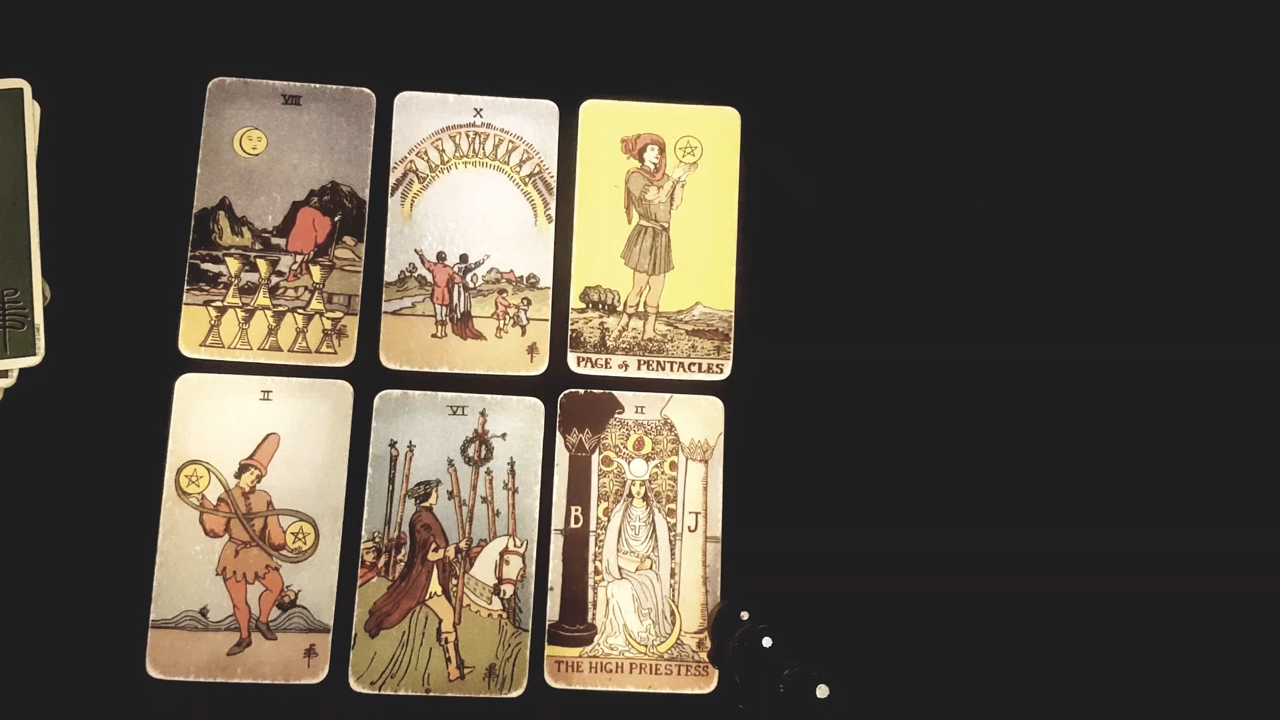 VIII
X
PAGE of PENTACLES
II
VI
II
B
J
THE HIGH PRIESTESS